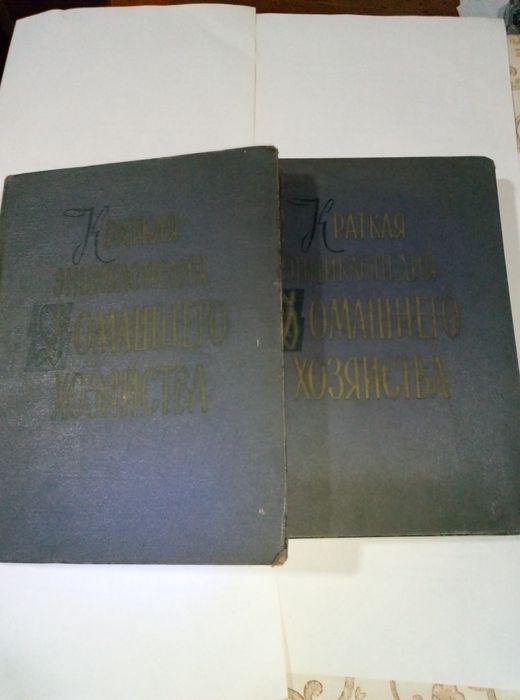 Краткая
энциклопедия
Домашнего
хозяйства
Краткая
энциклопедия
Домашнего
хозяйства